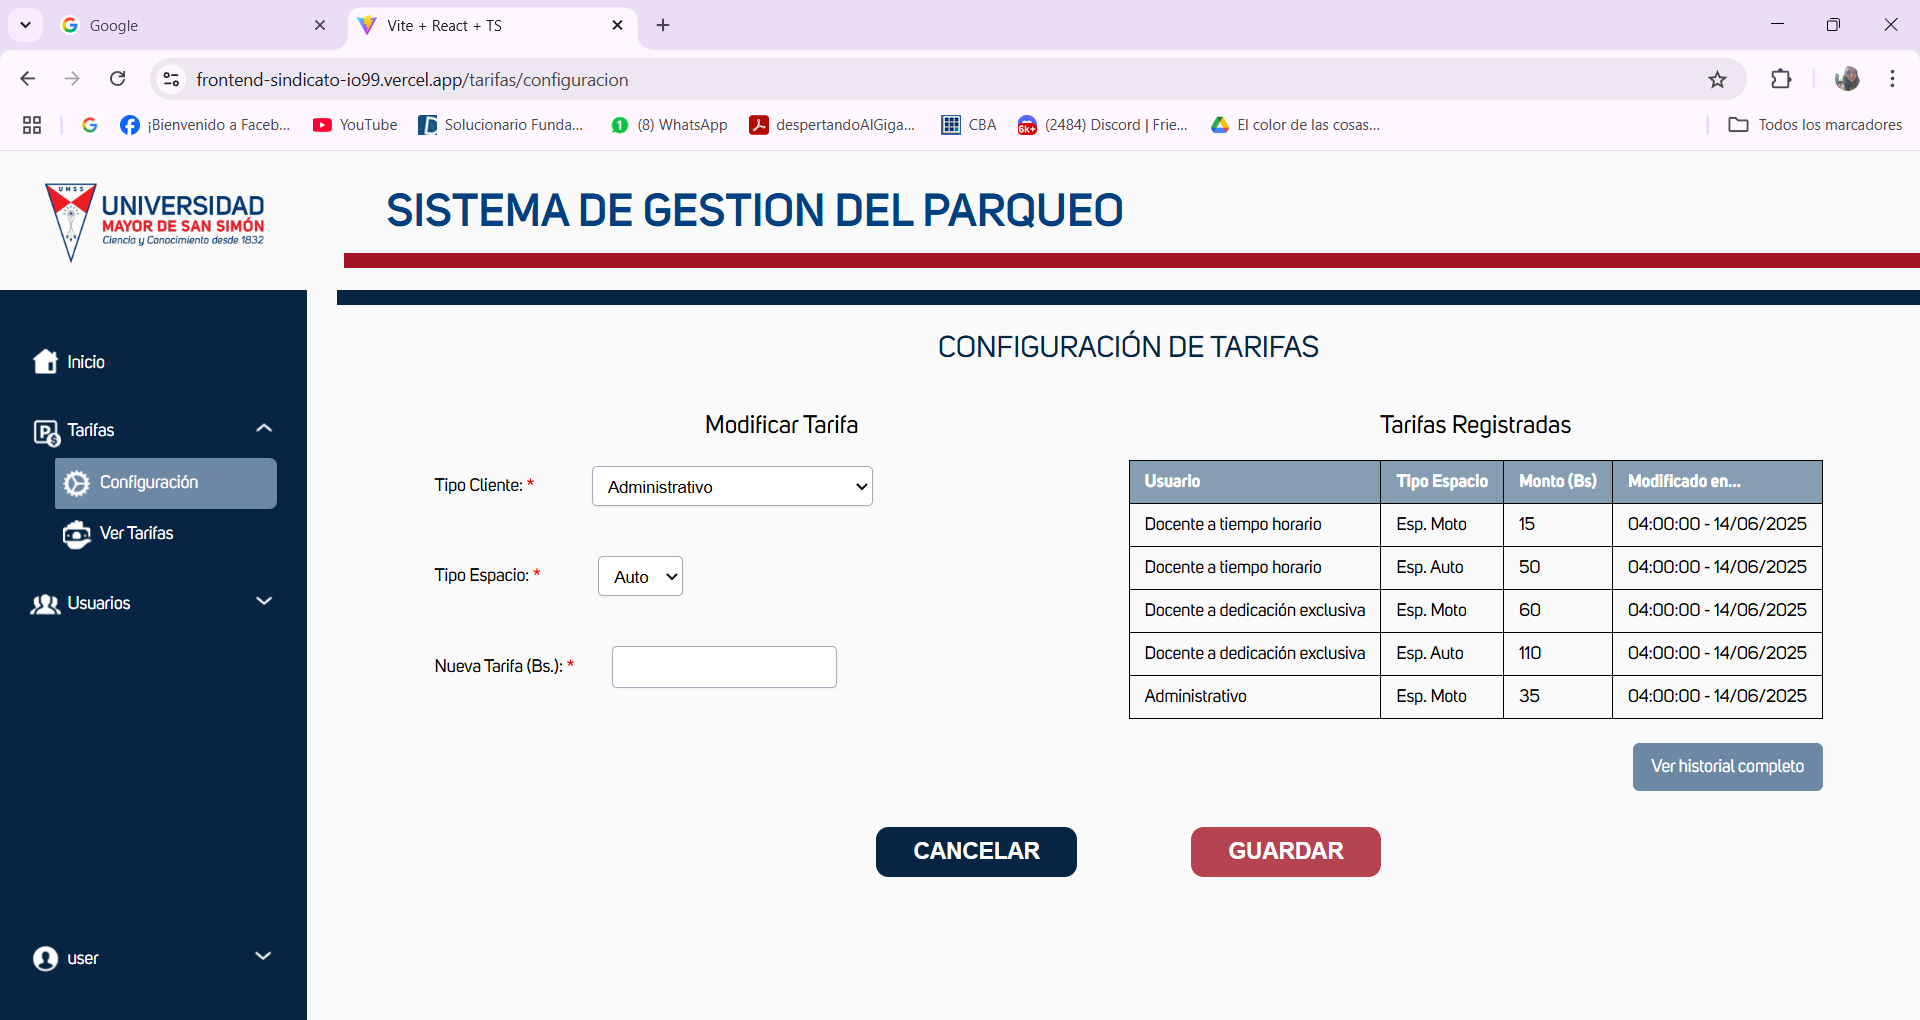 Google
Vite + React + TS
frontend-sindicato-io99.vercel.app/tarifas/configuracion
¡Bienvenido a Faceb...
YouTube
Solucionario Funda...
(8) WhatsApp
despertandoAlGiga...
CBA
(2484) Discord | Frie...
El color de las cosas...
Todos los marcadores
UMSS
UNIVERSIDAD
MAYOR DE SAN SIMÓN
Ciencia y Conocimiento desde 1832
SISTEMA DE GESTION DEL PARQUEO
Inicio
Tarifas
Configuración
Ver Tarifas
Usuarios
user
CONFIGURACIÓN DE TARIFAS
Modificar Tarifa
Tipo Cliente: * Administrativo
Tipo Espacio: * Auto
Nueva Tarifa (Bs.): *
Tarifas Registradas
Usuario Tipo Espacio Monto (Bs) Modificado en...
Docente a tiempo horario Esp. Moto 15 04:00:00 - 14/06/2025
Docente a tiempo horario Esp. Auto 50 04:00:00 - 14/06/2025
Docente a dedicación exclusiva Esp. Moto 60 04:00:00 - 14/06/2025
Docente a dedicación exclusiva Esp. Auto 110 04:00:00 - 14/06/2025
Administrativo Esp. Moto 35 04:00:00 - 14/06/2025
Ver historial completo
CANCELAR
GUARDAR